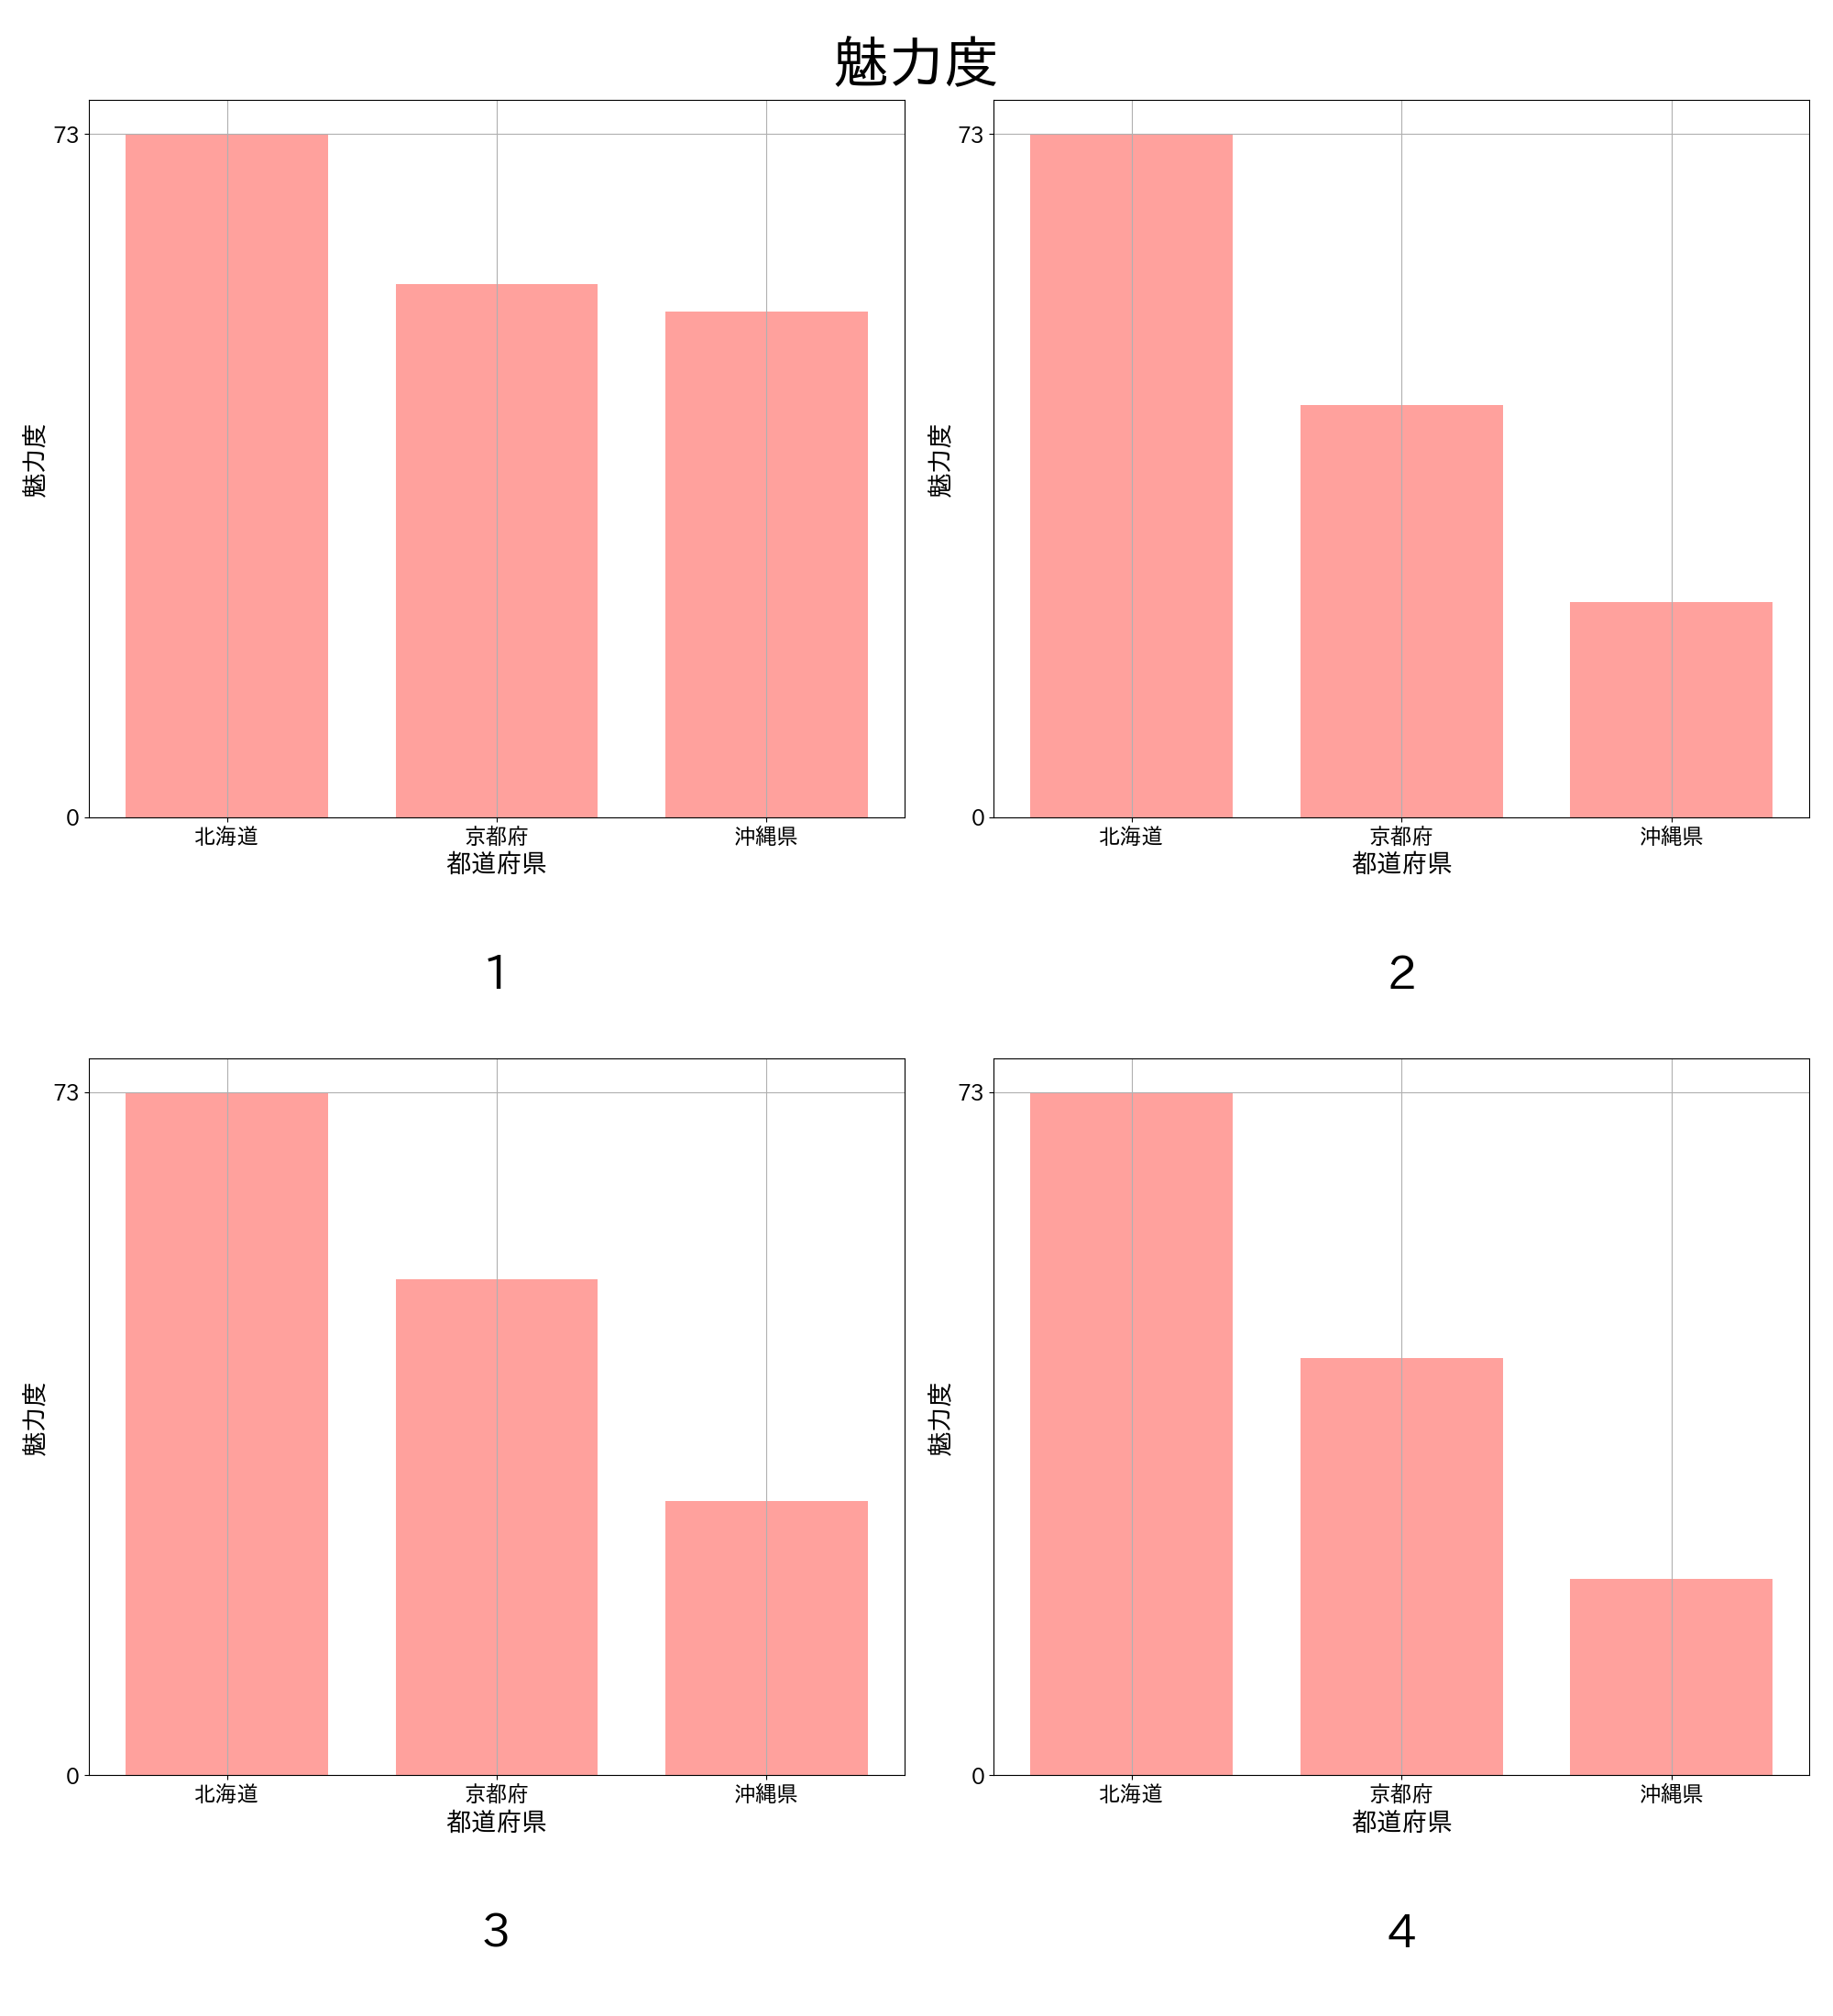 魅力度
73
魅力度
0
北海道 京都府 沖縄県
都道府県
1
73
魅力度
0
北海道 京都府 沖縄県
都道府県
2
73
魅力度
0
北海道 京都府 沖縄県
都道府県
3
73
魅力度
0
北海道 京都府 沖縄県
都道府県
4